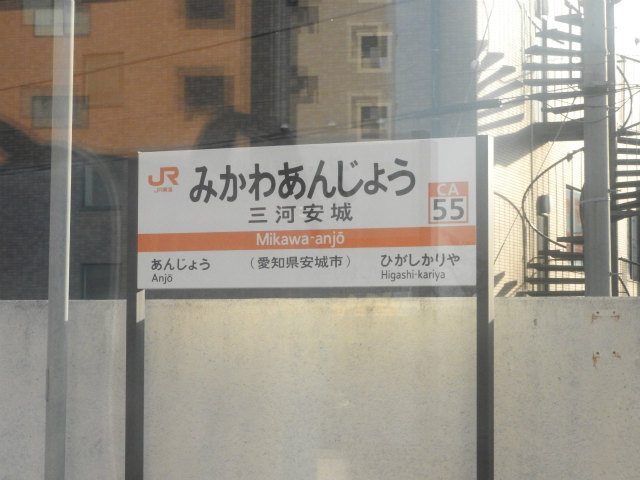 JR
JR東海
みかわあんじょう
三河安城
CA
55
Mikawa-anjō
あんじょう
Anjō
(愛知県安城市)
ひがしかりや
Higashi-kariya